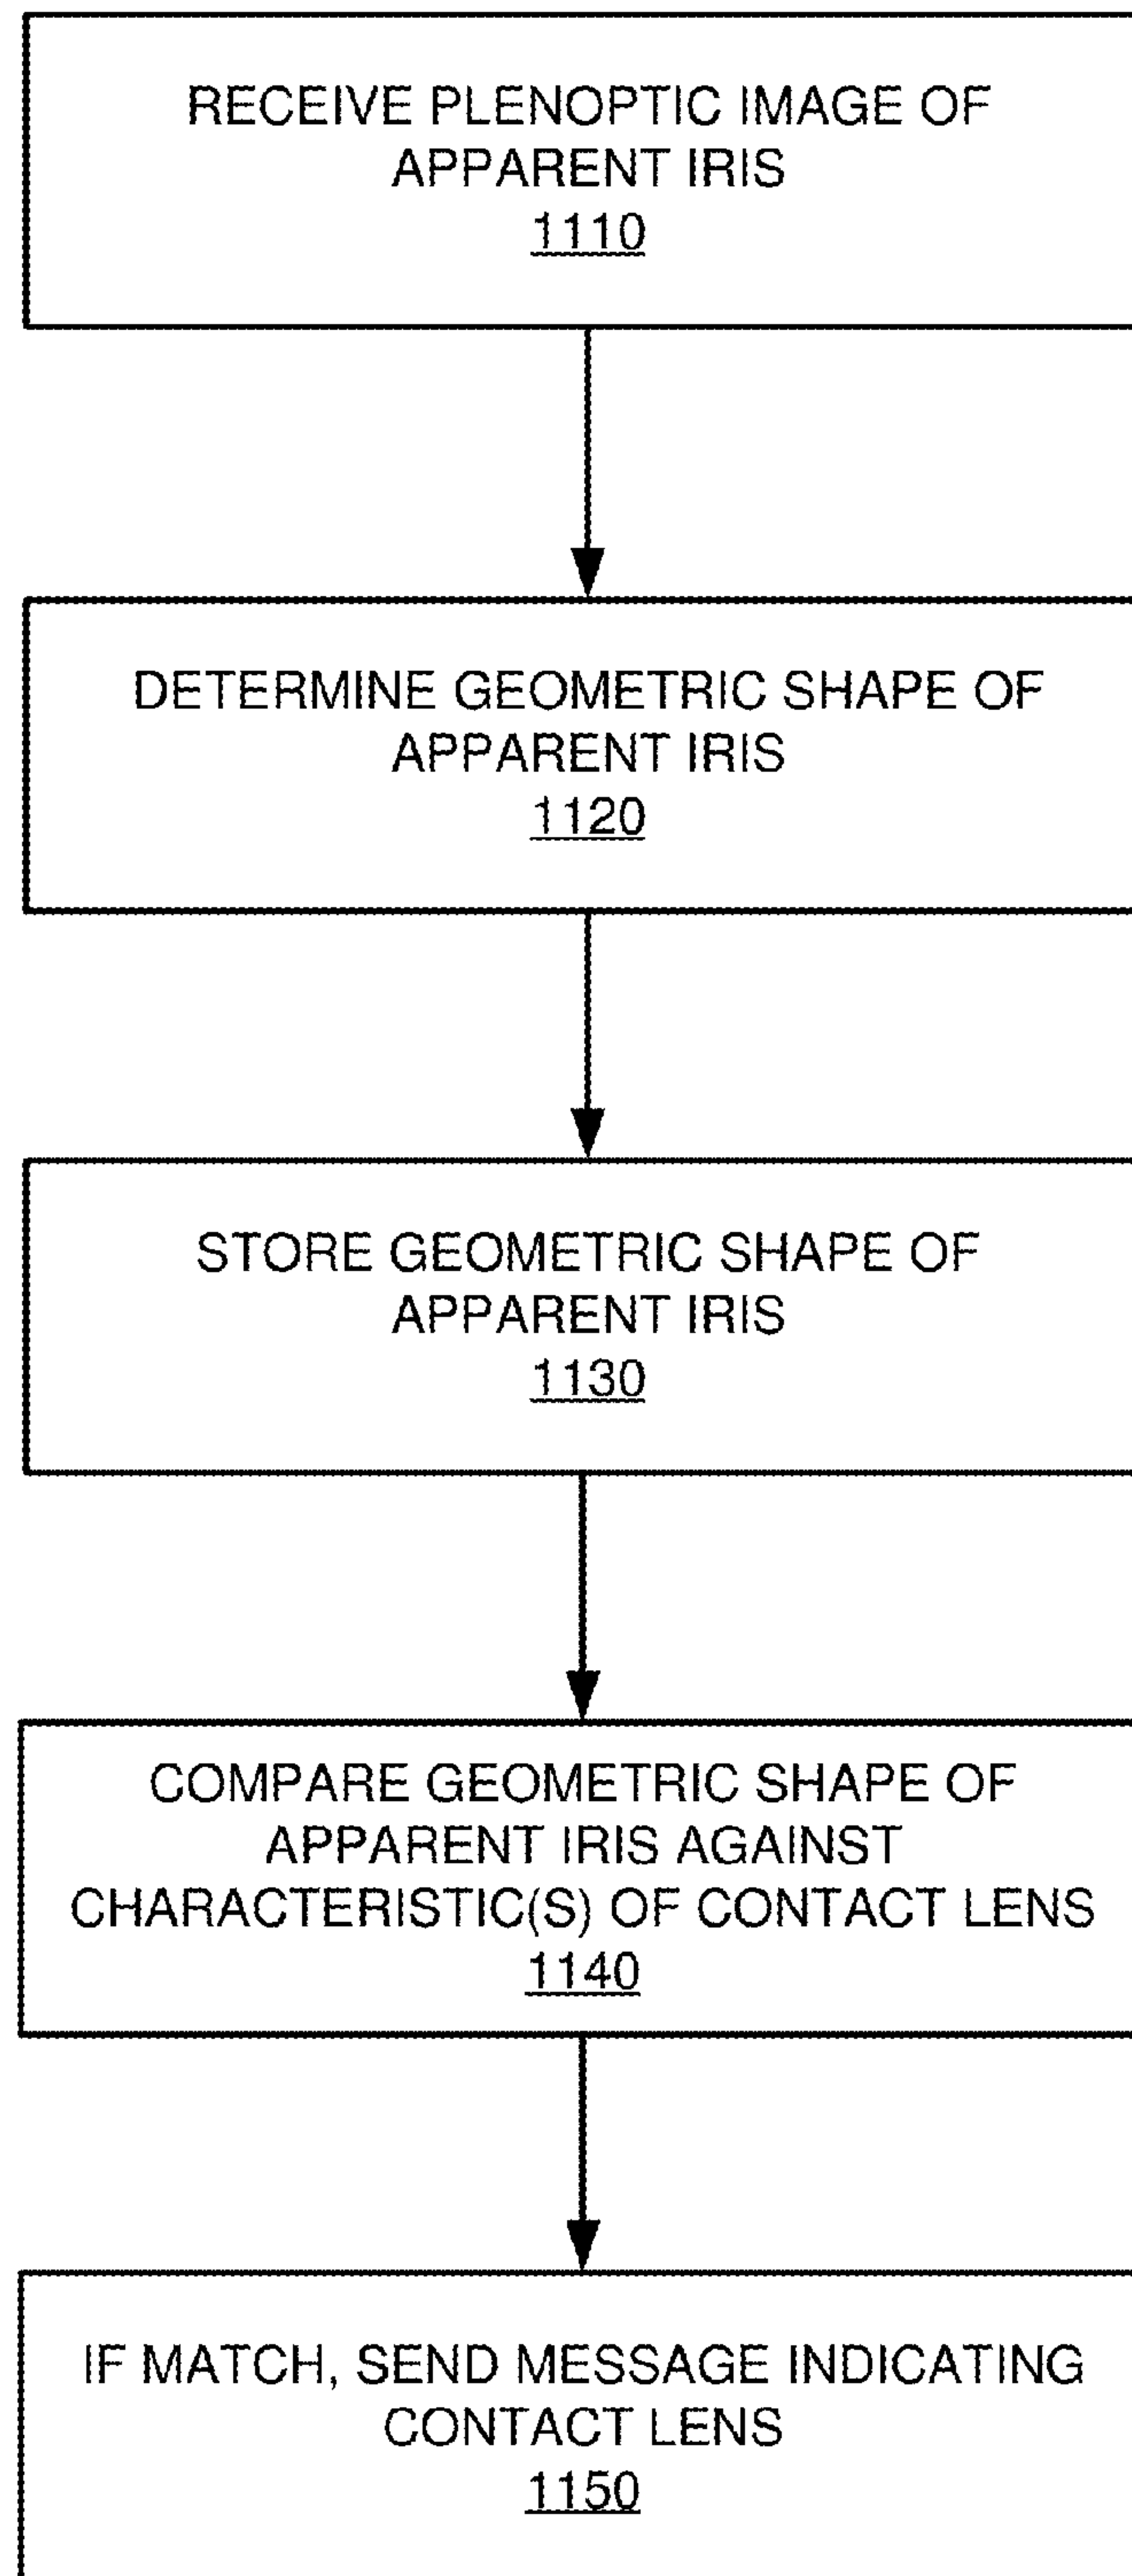 RECEIVE PLENOPTIC IMAGE OF
APPARENT IRIS
1110
DETERMINE GEOMETRIC SHAPE OF
APPARENT IRIS
1120
STORE GEOMETRIC SHAPE OF
APPARENT IRIS
1130
COMPARE GEOMETRIC SHAPE OF
APPARENT IRIS AGAINST
CHARACTERISTIC(S) OF CONTACT LENS
1140
IF MATCH, SEND MESSAGE INDICATING
CONTACT LENS
1150